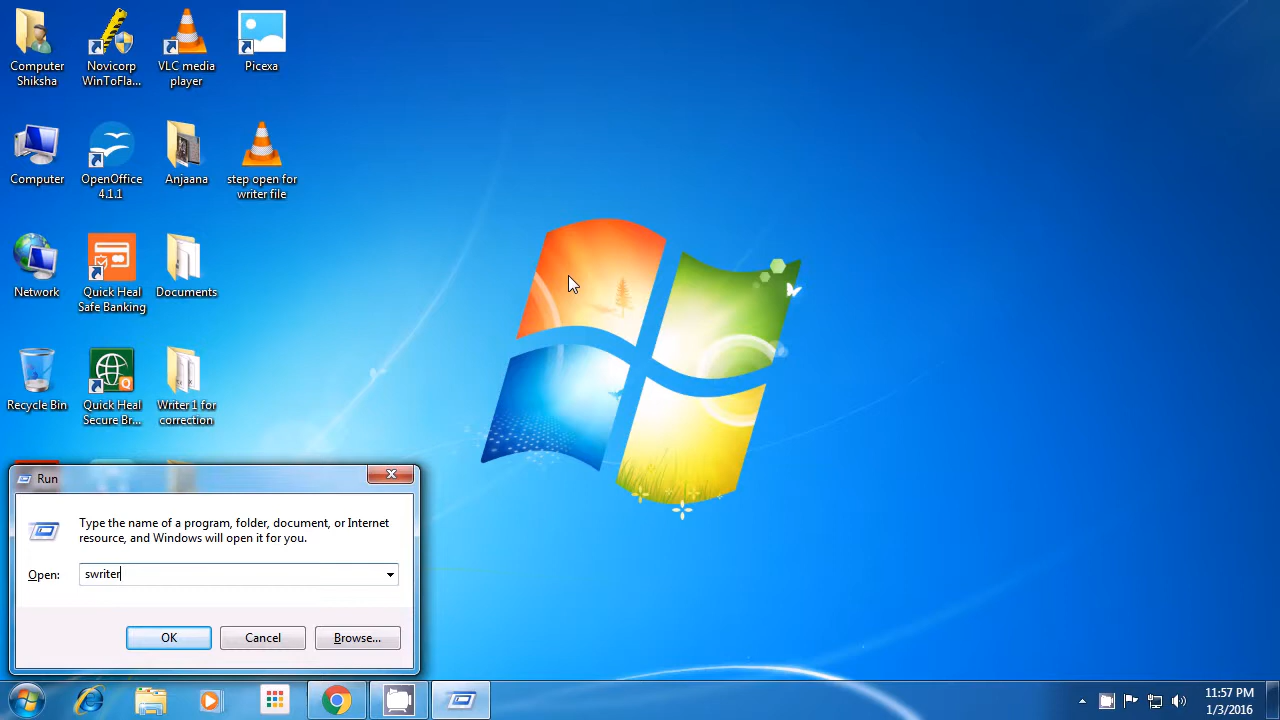 Computer
Shiksha
Novicorp
WinToFla...
VLC media
player
Picexa
Computer
OpenOffice
4.1.1
Anjaana
step open for
writer file
Network
Quick Heal
Safe Banking
Documents
Recycle Bin
Quick Heal
Secure Br...
Writer 1 for
correction
Run
Type the name of a program, folder, document, or Internet
resource, and Windows will open it for you.
Open: swriter
OK Cancel Browse...
11:57 PM
1/3/2016